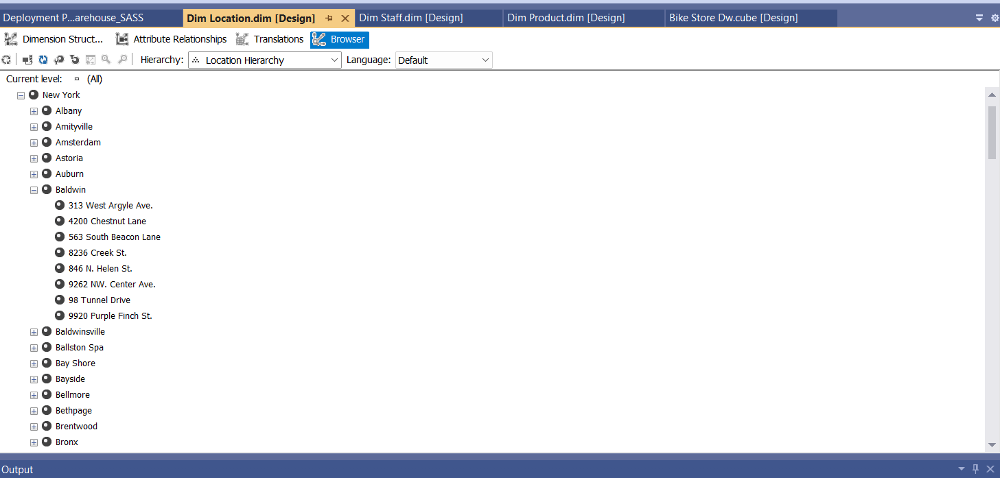 Deployment P...arehouse_SASS Dim Location.dim [Design] Dim Staff.dim [Design] Dim Product.dim [Design] Bike Store Dw.cube [Design]
Dimension Struct... Attribute Relationships Translations Browser
Hierarchy: Location Hierarchy Language: Default
Current level: (All)
New York
Albany
Amityville
Amsterdam
Astoria
Auburn
Baldwin
313 West Argyle Ave.
4200 Chestnut Lane
563 South Beacon Lane
8236 Creek St.
846 N. Helen St.
9262 NW. Center Ave.
98 Tunnel Drive
9920 Purple Finch St.
Baldwinsville
Ballston Spa
Bay Shore
Bayside
Bellmore
Bethpage
Brentwood
Bronx
Output